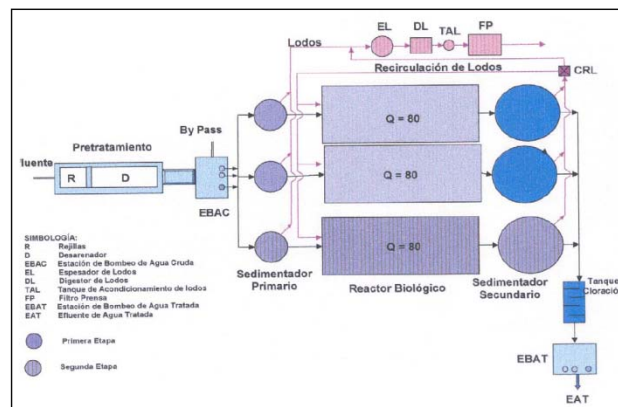 EL DL TAL FP
Lodos
Recirculación de Lodos
CRL
Q = 80
By Pass
Pretratamiento
fluente
R D
EBAC
Q = 80
Q = 80
Sedimentador
Primario
Reactor Biológico
Sedimentador
Secundario
Tanque
Cloración
EBAT
EAT
SIMBOLOGÍA:
R Rejillas
D Desarenador
EBAC Estación de Bombeo de Agua Cruda
EL Espesador de Lodos
DL Digestor de Lodos
TAL Tanque de Acondicionamiento de lodos
FP Filtro Prensa
EBAT Estación de Bombeo de Agua Tratada
EAT Efluente de Agua Tratada
Primera Etapa
Segunda Etapa